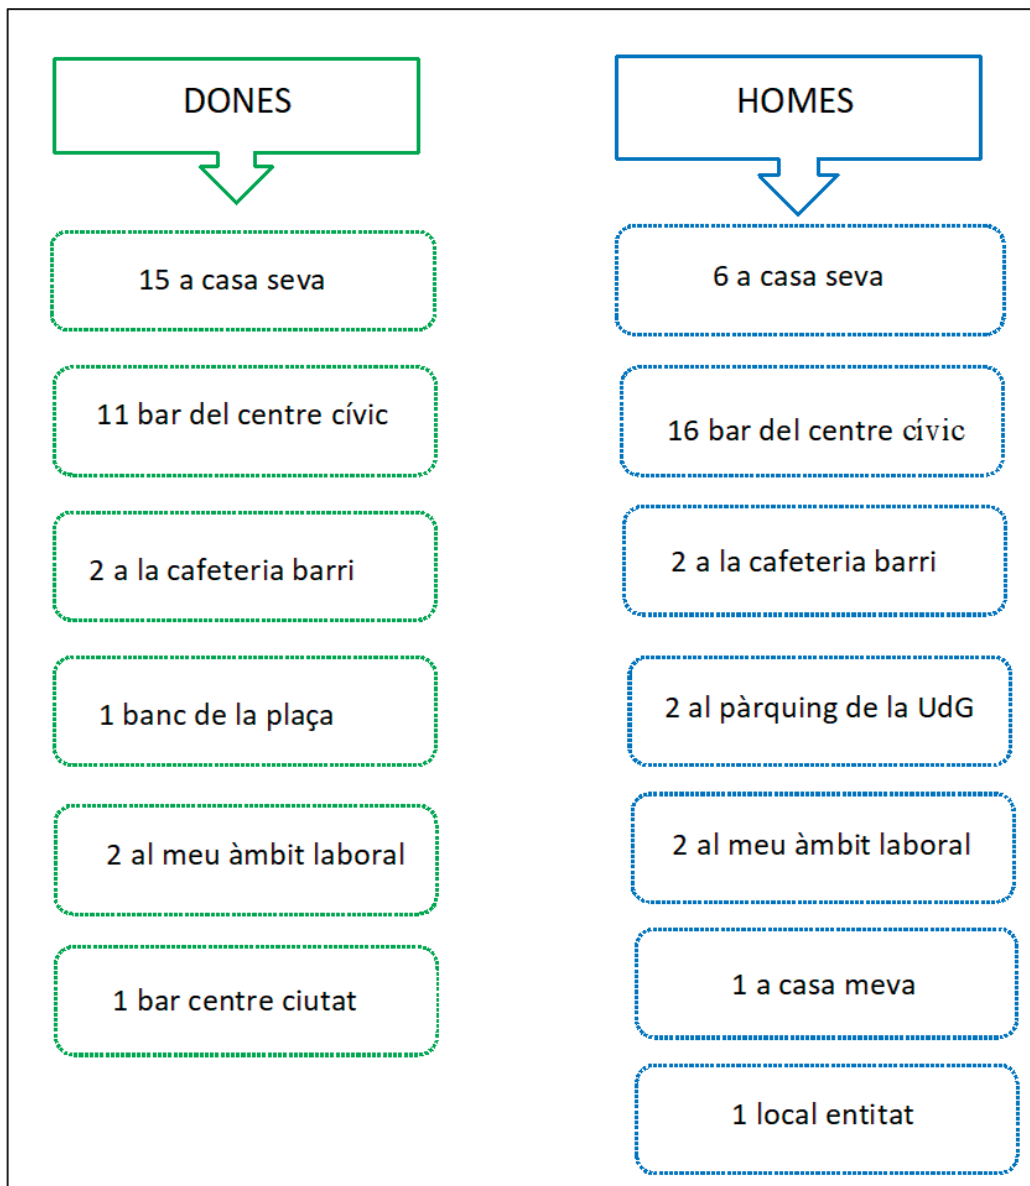 DONES
15 a casa seva
11 bar del centre cívic
2 a la cafeteria barri
1 banc de la plaça
2 al meu àmbit laboral
1 bar centre ciutat
HOMES
6 a casa seva
16 bar del centre cívic
2 a la cafeteria barri
2 al pàrquing de la UdG
2 al meu àmbit laboral
1 a casa meva
1 local entitat